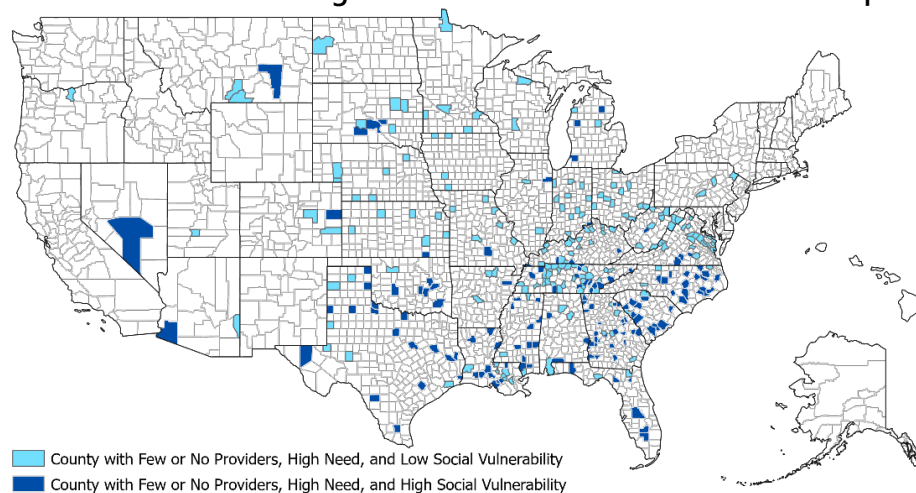 County with Few or No Providers, High Need, and Low Social Vulnerability
County with Few or No Providers, High Need, and High Social Vulnerability